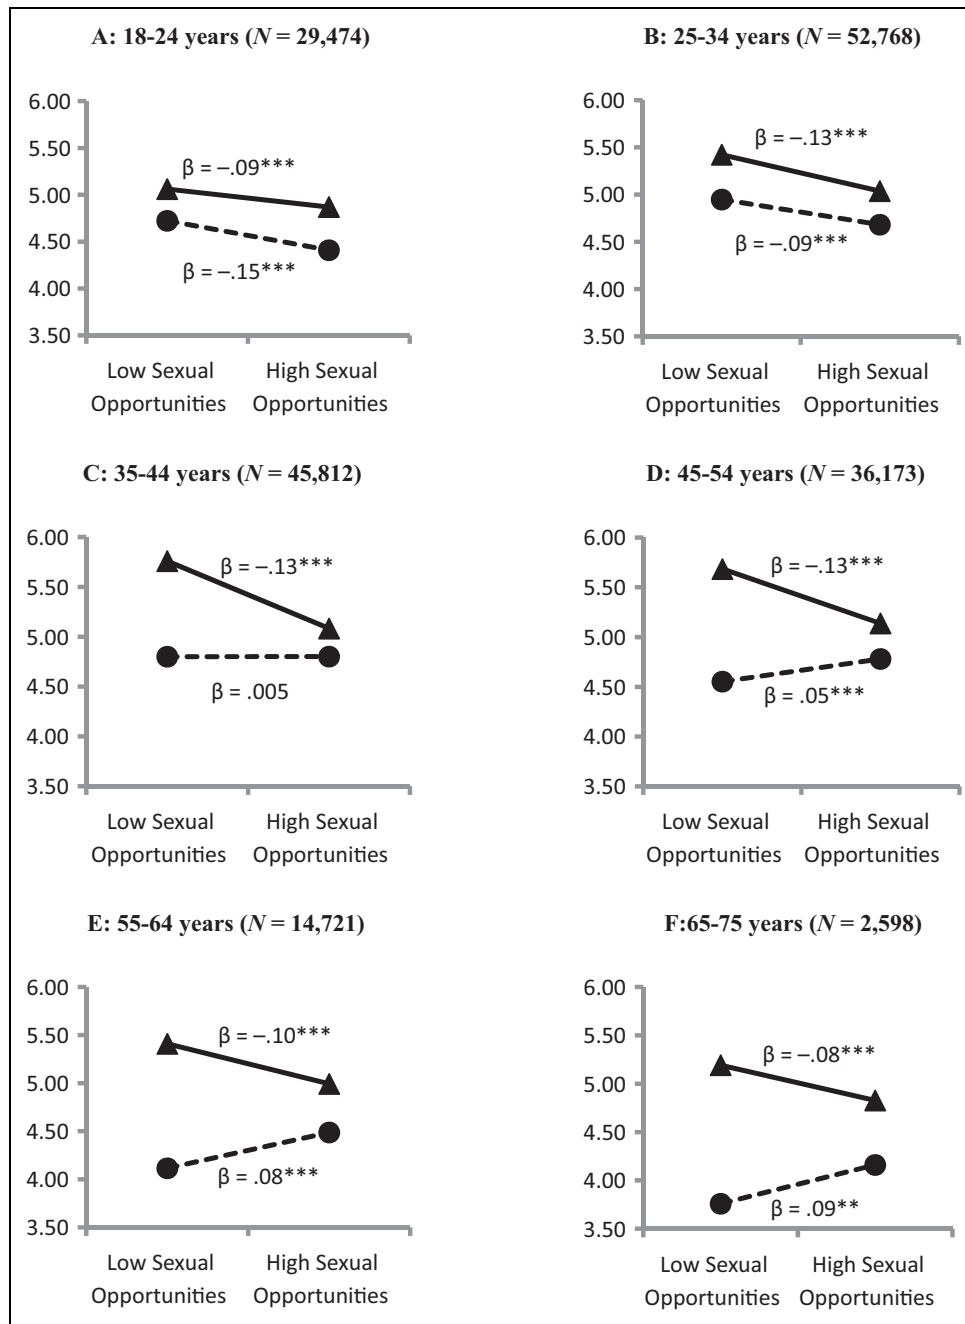 A: 18-24 years (N = 29,474)
6.00
5.50
5.00
4.50
4.00
3.50
β = –.09***
β = –.15***
Low Sexual Opportunities
High Sexual Opportunities
B: 25-34 years (N = 52,768)
6.00
5.50
5.00
4.50
4.00
3.50
β = –.13***
β = –.09***
Low Sexual Opportunities
High Sexual Opportunities
C: 35-44 years (N = 45,812)
6.00
5.50
5.00
4.50
4.00
3.50
β = –.13***
β = .005
Low Sexual Opportunities
High Sexual Opportunities
D: 45-54 years (N = 36,173)
6.00
5.50
5.00
4.50
4.00
3.50
β = –.13***
β = .05***
Low Sexual Opportunities
High Sexual Opportunities
E: 55-64 years (N = 14,721)
6.00
5.50
5.00
4.50
4.00
3.50
β = –.10***
β = .08***
Low Sexual Opportunities
High Sexual Opportunities
F:65-75 years (N = 2,598)
6.00
5.50
5.00
4.50
4.00
3.50
β = –.08***
β = .09**
Low Sexual Opportunities
High Sexual Opportunities